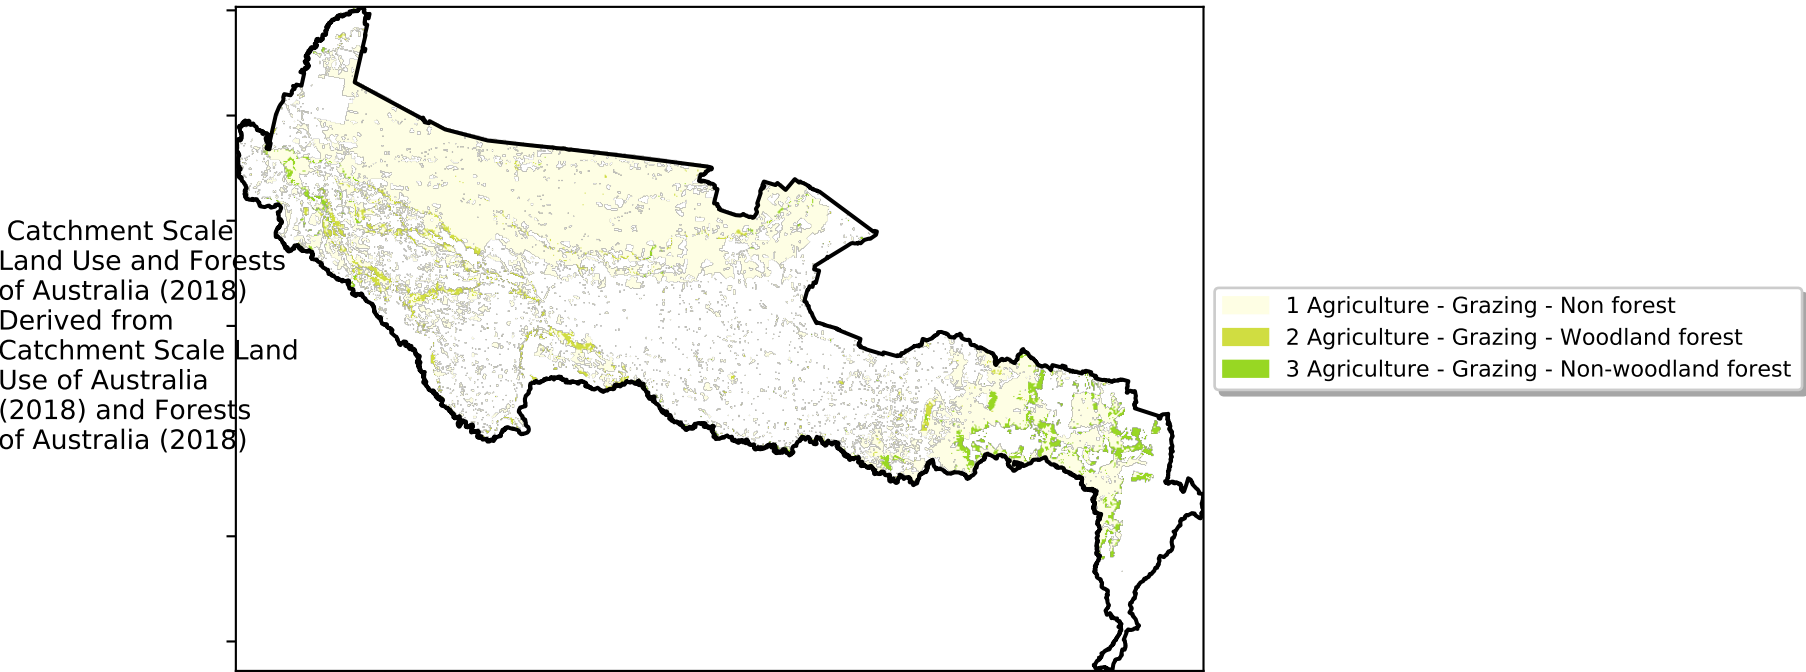 Catchment Scale
Land Use and Forests
of Australia (2018)
Derived from
Catchment Scale Land
Use of Australia
(2018) and Forests
of Australia (2018)
1 Agriculture - Grazing - Non forest
2 Agriculture - Grazing - Woodland forest
3 Agriculture - Grazing - Non-woodland forest